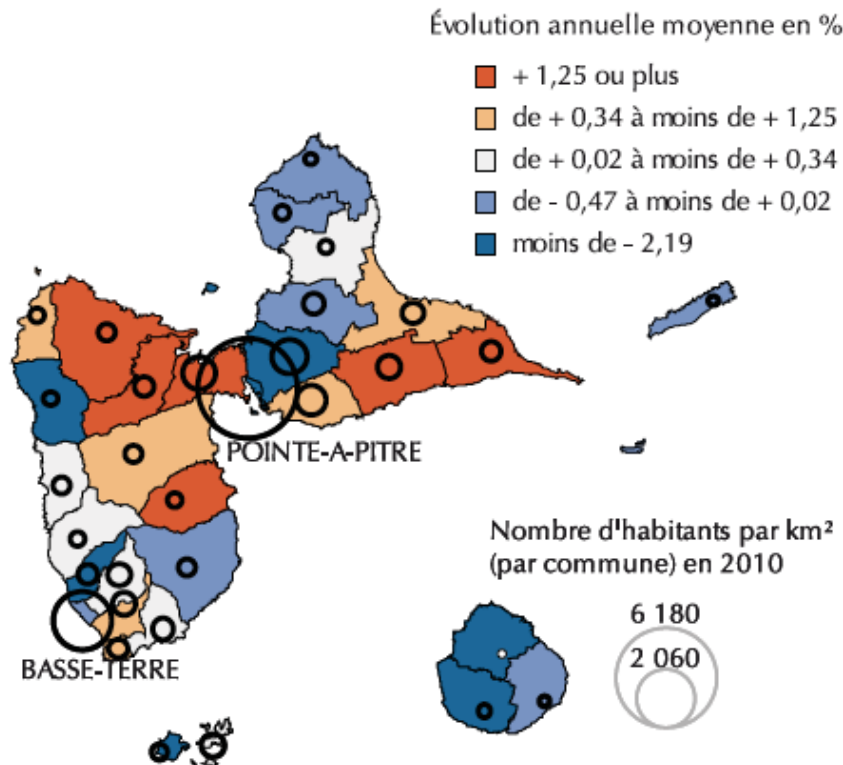 Évolution annuelle moyenne en %
+ 1,25 ou plus
de + 0,34 à moins de + 1,25
de + 0,02 à moins de + 0,34
de - 0,47 à moins de + 0,02
moins de - 2,19
POINTE-A-PITRE
Nombre d'habitants par km²
(par commune) en 2010
6 180
2 060
BASSE-TERRE